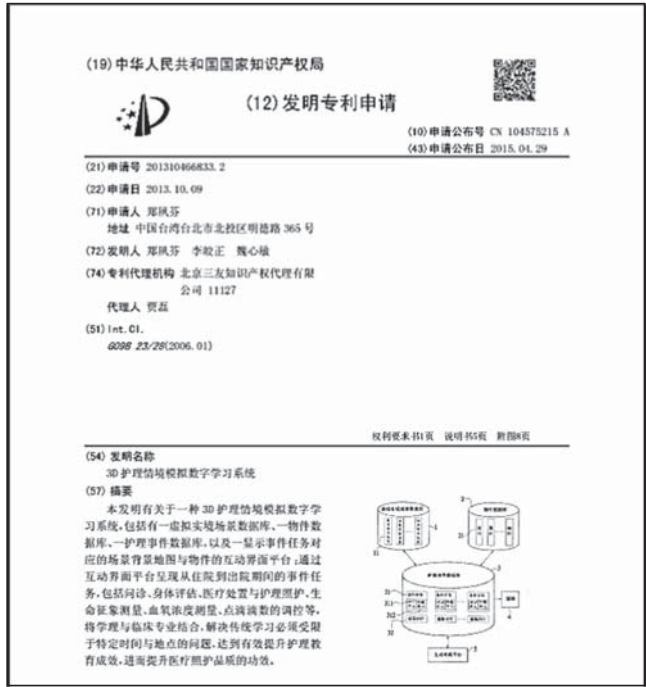 (19)中华人民共和国国家知识产权局
(12)发明专利申请
(10)申请公布号 CN 104575215 A
(43)申请公布日 2015.04.29
(21)申请号 201310466833.2
(22)申请日 2013.10.09
(71)申请人 郑夙芬
地址 中国台湾台北市北投区明德路 365 号
(72)发明人 郑夙芬 李皎正 魏心
(74)专利代理机构 北京三友知识产权代理有限
公司 11127
代理人 贾磊
(51)Int.Cl.
G09B 23/28(2006.01)
权利要求书1页 说明书5页 附图8页
(54)发明名称
3D护理情境模拟数字学习系统
(57)摘要
本发明有关于一种 3D 护理情境模拟数字学
习系统,包括有一虚拟实境场景数据库、一物件数
据库、一护理事件数据库,以及一显示事件任务对
应的场景背景地图与物件的互动界面平台;通过
互动界面平台呈现从住院到出院期间的事件任
务,包括问诊、身体评估、医疗处置与护理照护、生
命征象测量、血氧浓度测量、点滴滴数的调控等,
将学理与临床专业结合,解决传统学习必须受限
于特定时间与地点的问题,达到有效提升护理教
育成效,进而提升医疗照护品质的功效。